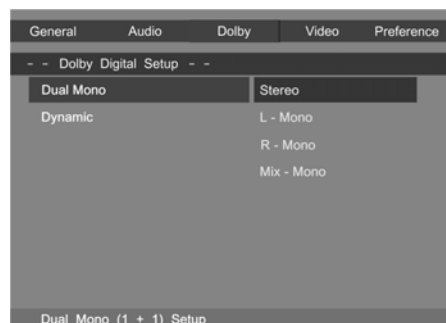 General Audio Dolby Video Preference
- - Dolby Digital Setup - -
Dual Mono Stereo
Dynamic L - Mono
R - Mono
Mix - Mono
Dual Mono (1 + 1) Setup